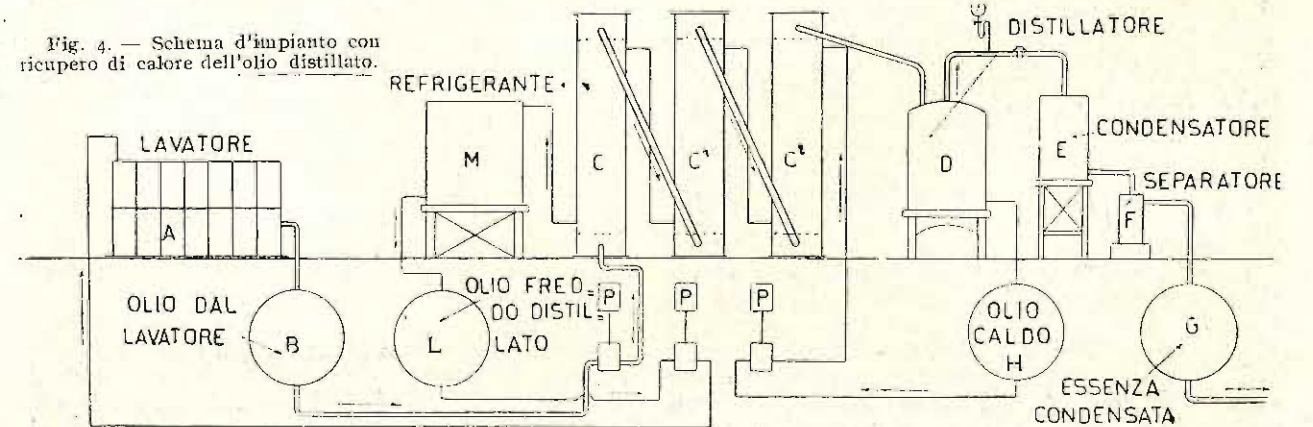 Fig. 4. — Schema d'impianto con
ricupero di calore dell'olio distillato.
DISTILLATORE
REFRIGERANTE
LAVATORE
M
C
C¹
C²
D
E
CONDENSATORE
SEPARATORE
F
A
OLIO DAL
LAVATORE
B
L
OLIO FRED=
DO DISTIL=
LATO
P
P
P
OLIO
CALDO
H
G
ESSENZA
CONDENSATA